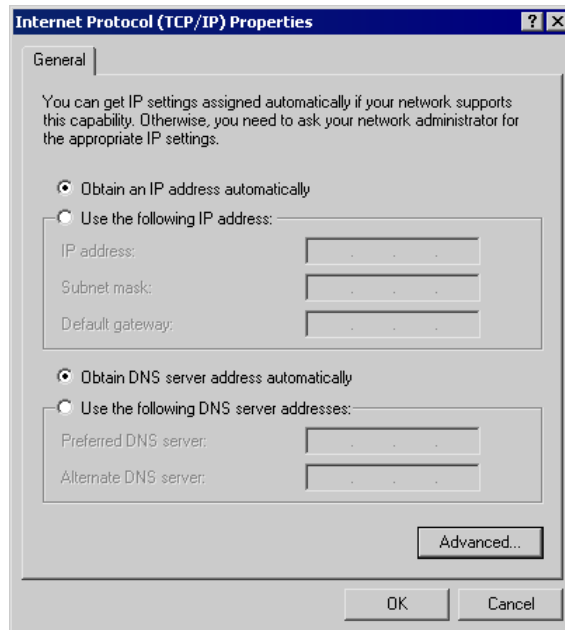 Internet Protocol (TCP/IP) Properties
General
You can get IP settings assigned automatically if your network supports
this capability. Otherwise, you need to ask your network administrator for
the appropriate IP settings.
Obtain an IP address automatically
Use the following IP address:
IP address:
Subnet mask:
Default gateway:
Obtain DNS server address automatically
Use the following DNS server addresses:
Preferred DNS server:
Alternate DNS server:
Advanced...
OK Cancel